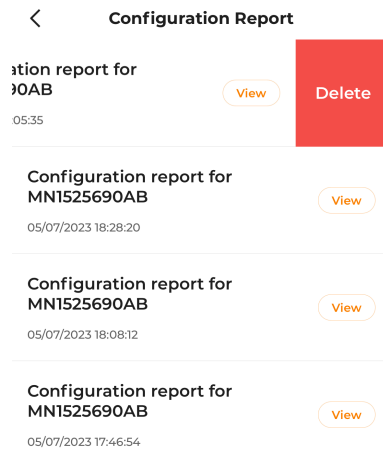 Configuration Report
ation report for
90AB
View
Delete
:05:35
Configuration report for
MN1525690AB
View
05/07/2023 18:28:20
Configuration report for
MN1525690AB
View
05/07/2023 18:08:12
Configuration report for
MN1525690AB
View
05/07/2023 17:46:54